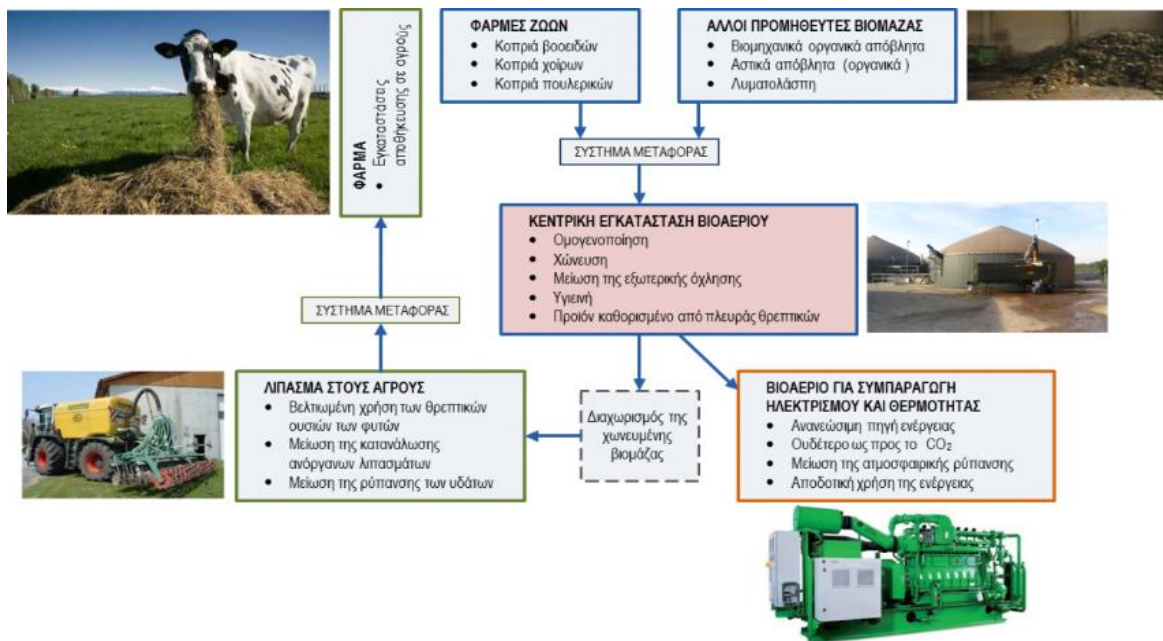 ΦΑΡΜΑ
• Εγκαταστάσεις
αποθήκευσης σε αγρούς
ΦΑΡΜΕΣ ΖΩΩΝ
• Κοπριά βοοειδών
• Κοπριά χοίρων
• Κοπριά πουλερικών
ΑΛΛΟΙ ΠΡΟΜΗΘΕΥΤΕΣ ΒΙΟΜΑΖΑΣ
• Βιομηχανικά οργανικά απόβλητα
• Αστικά απόβλητα (οργανικά )
• Λυματολάσπη
ΣΥΣΤΗΜΑ ΜΕΤΑΦΟΡΑΣ
ΚΕΝΤΡΙΚΗ ΕΓΚΑΤΑΣΤΑΣΗ ΒΙΟΑΕΡΙΟΥ
• Ομογενοποίηση
• Χώνευση
• Μείωση της εξωτερικής όχλησης
• Υγιεινή
• Προϊόν καθορισμένο από πλευράς θρεπτικών
ΣΥΣΤΗΜΑ ΜΕΤΑΦΟΡΑΣ
ΛΙΠΑΣΜΑ ΣΤΟΥΣ ΑΓΡΟΥΣ
• Βελτιωμένη χρήση των θρεπτικών
ουσιών των φυτών
• Μείωση της κατανάλωσης
ανόργανων λιπασμάτων
• Μείωση της ρύπανσης των υδάτων
Διαχωρισμός της
χωνευμένης
βιομάζας
ΒΙΟΑΕΡΙΟ ΓΙΑ ΣΥΜΠΑΡΑΓΩΓΗ
ΗΛΕΚΤΡΙΣΜΟΥ ΚΑΙ ΘΕΡΜΟΤΗΤΑΣ
• Ανανεώσιμη πηγή ενέργειας
• Ουδέτερο ως προς το CO₂
• Μείωση της ατμοσφαιρικής ρύπανσης
• Αποδοτική χρήση της ενέργειας